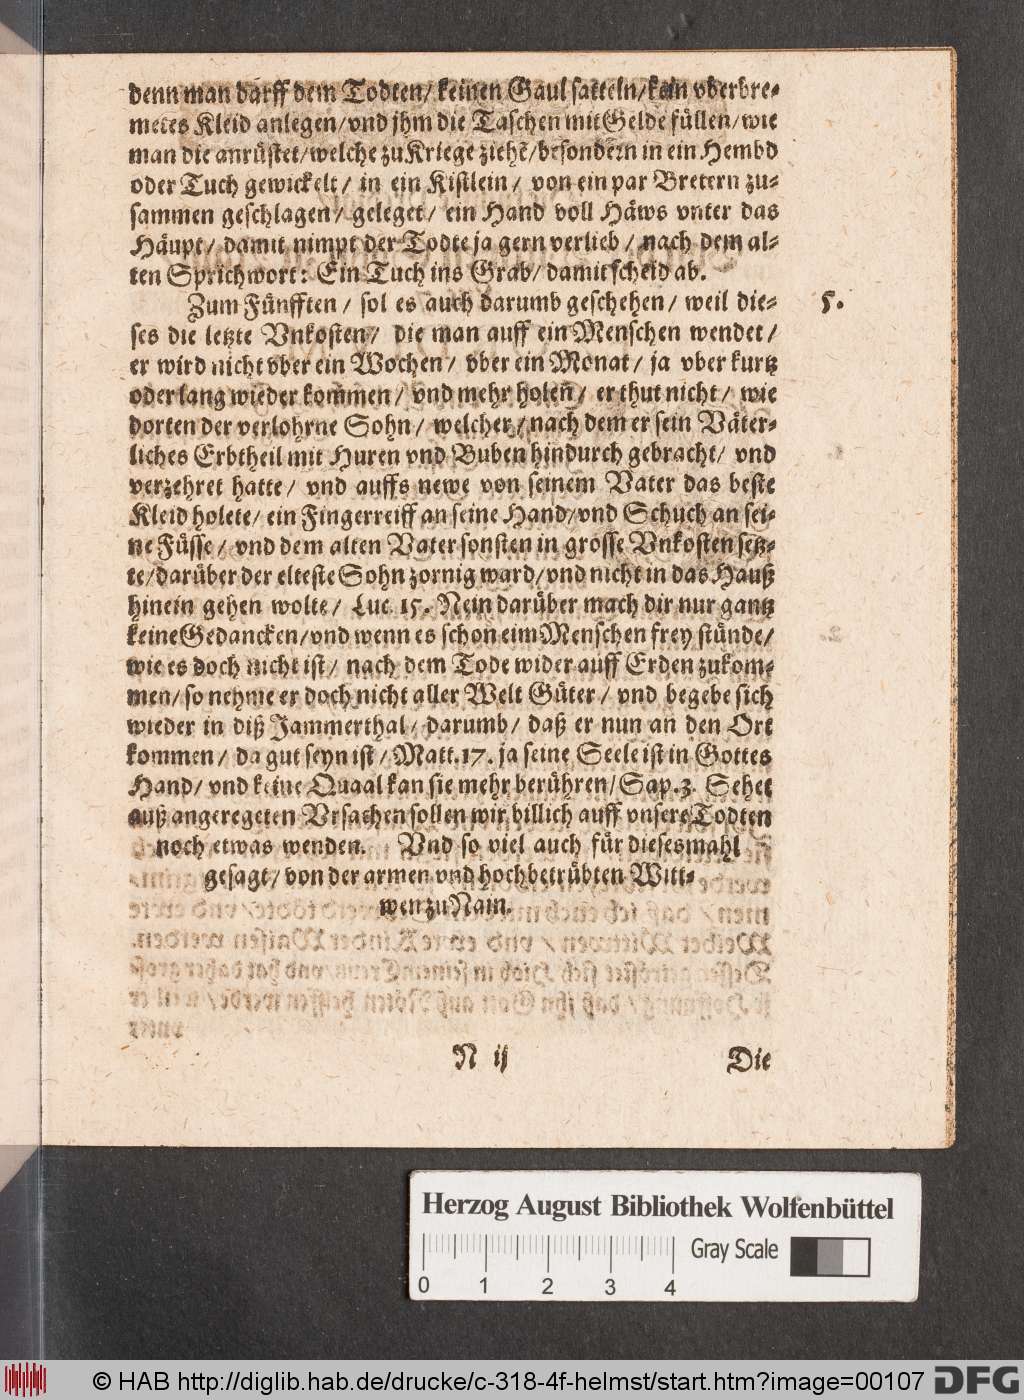 denn man darff dem Todten/ keinen Gaul satteln/ kein vberbre-
metes Kleid anlegen/ vnd jhm die Taschen mit Gelde füllen/ wie
man die anrüstet/ welche zu Kriege ziehẽ/ besondern in ein Hembd
oder Tuch gewickelt/ in ein Kistlein/ von ein par Bretern zu-
sammen geschlagen/ geleget/ ein Hand voll Häws vnter das
Häupt/ damit nimpt der Todte ja gern verlieb/ nach dem al-
ten Sprichwort: Ein Tuch ins Grab/ damit scheid ab.
Zum Fünfften/ sol es auch darumb geschehen/ weil die- 5.
ses die letzte Vnkosten/ die man auff ein Menschen wendet/
er wird nicht vber ein Wochen/ vber ein Monat/ ja vber kurtz
oder lang wieder kommen/ vnd mehr holen/ er thut nicht/ wie
dorten der verlohrne Sohn/ welcher/ nach dem er sein Väter-
liches Erbtheil mit Huren vnd Buben hindurch gebracht/ vnd
verzehret hatte/ vnd auffs newe von seinem Vater das beste
Kleid holete/ ein Fingerreiff an seine Hand/ vnd Schuch an sei-
ne Füsse/ vnd dem alten Vater sonsten in grosse Vnkosten setz-
te/ darüber der elteste Sohn zornig ward/ vnd nicht in das Hauß
hinein gehen wolte/ Luc. 15. Nein darüber mach dir nur gantz
keine Gedancken/ vnd wenn es schon eim Menschen frey stünde/
wie es doch nicht ist/ nach dem Tode wider auff Erden zukom-
men/ so nehme er doch nicht aller Welt Güter/ vnd begebe sich
wieder in diß Jammerthal/ darumb/ daß er nun an den Ort
kommen/ da gut seyn ist/ Matt. 17. ja seine Seele ist in Gottes
Hand/ vnd keine Quaal kan sie mehr berühren/ Sap. 3. Sehet
auß angeregeten Vrsachen sollen wir billich auff vnsere Todten
noch etwas wenden. Vnd so viel auch für diesesmahl
gesagt/ von der armen vnd hochbetrübten Witt-
wen zu Nain.
N ij Die
Herzog August Bibliothek Wolfenbüttel
Gray Scale
0 1 2 3 4
© HAB http://diglib.hab.de/drucke/c-318-4f-helmst/start.htm?image=00107 DFG